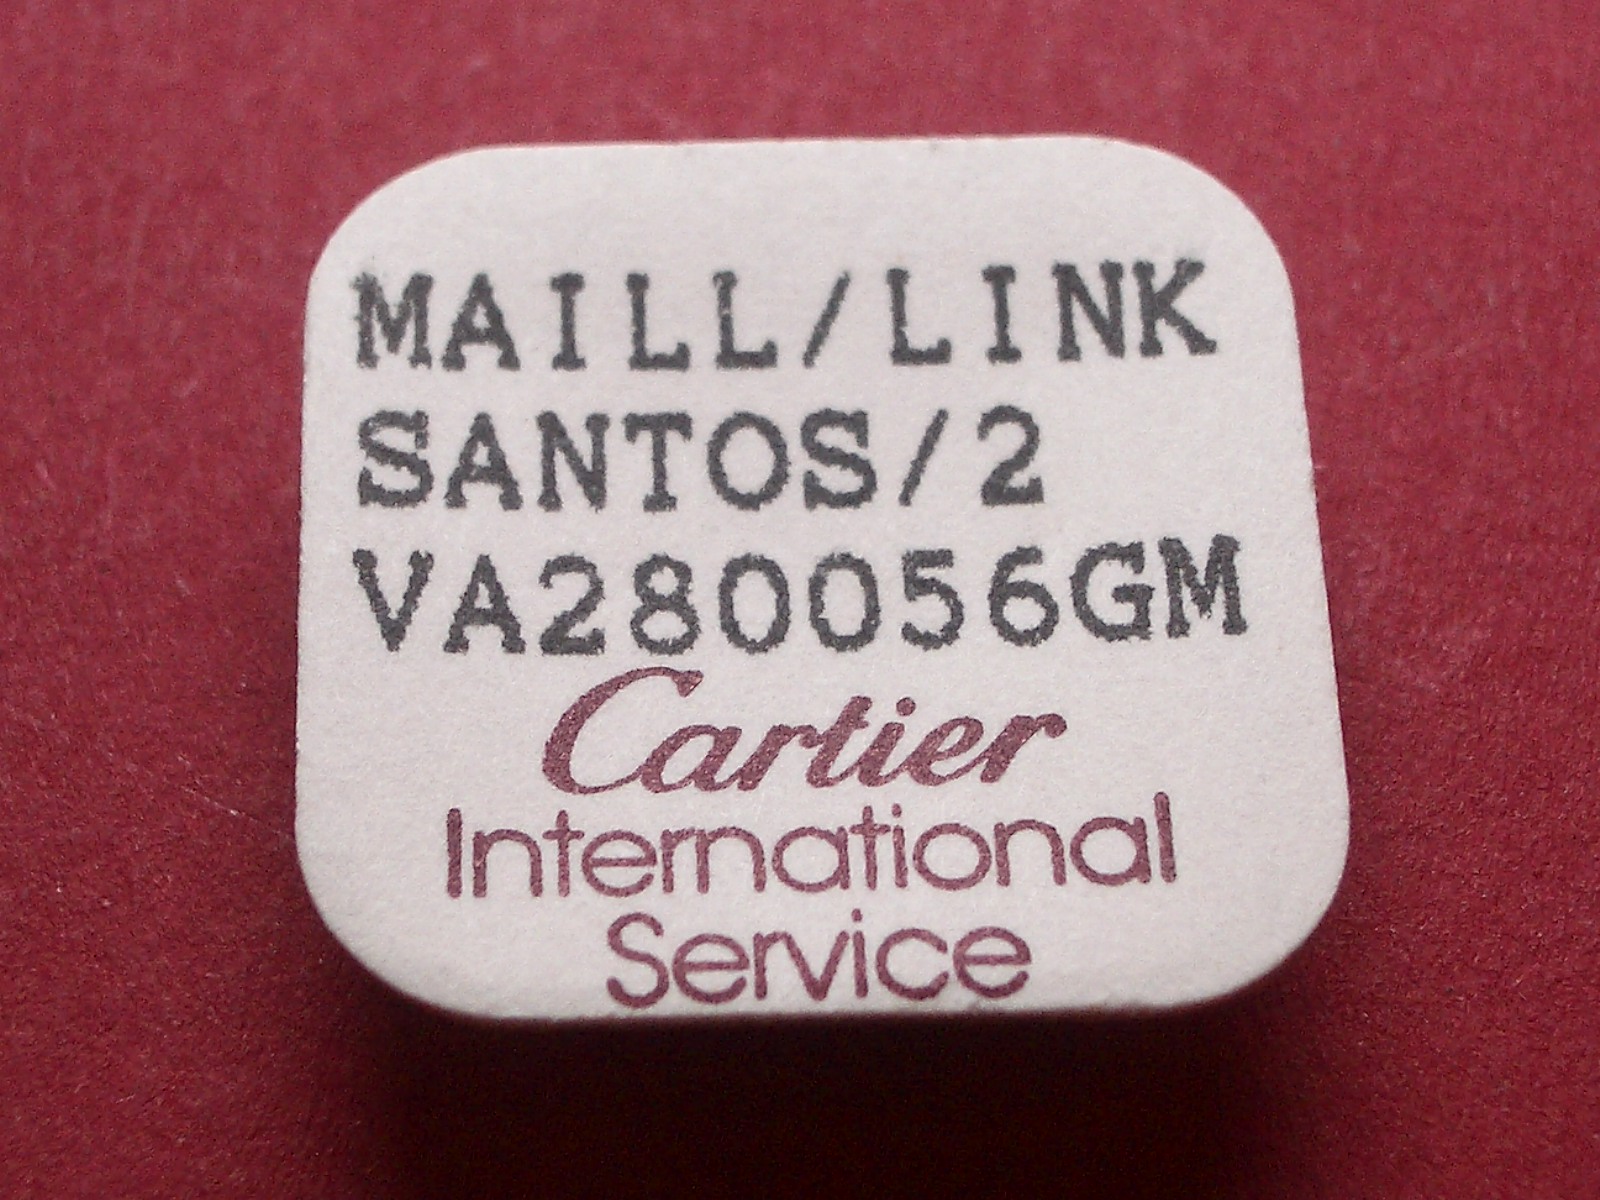 MAILL/LINK
SANTOS/2
VA280056GM
Cartier
International
Service